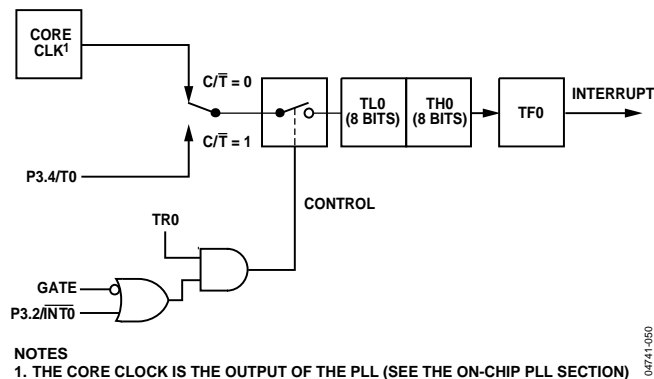 CORE
CLK¹
C/T̅ = 0
C/T̅ = 1
P3.4/T0
TL0
(8 BITS)
TH0
(8 BITS)
TF0
INTERRUPT
CONTROL
TR0
GATE
P3.2/I̅N̅T̅0̅
NOTES
1. THE CORE CLOCK IS THE OUTPUT OF THE PLL (SEE THE ON-CHIP PLL SECTION)
04741-050